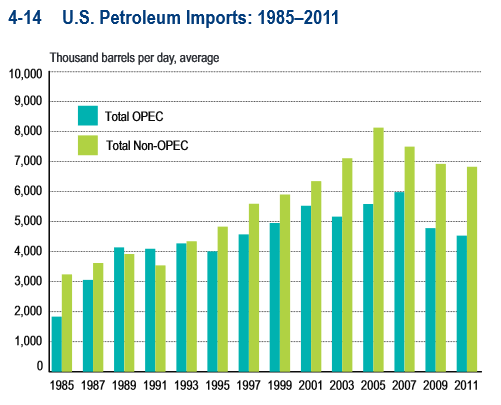 4-14 U.S. Petroleum Imports: 1985–2011
Thousand barrels per day, average
10,000
9,000
8,000
7,000
6,000
5,000
4,000
3,000
2,000
1,000
0
Total OPEC
Total Non-OPEC
1985 1987 1989 1991 1993 1995 1997 1999 2001 2003 2005 2007 2009 2011